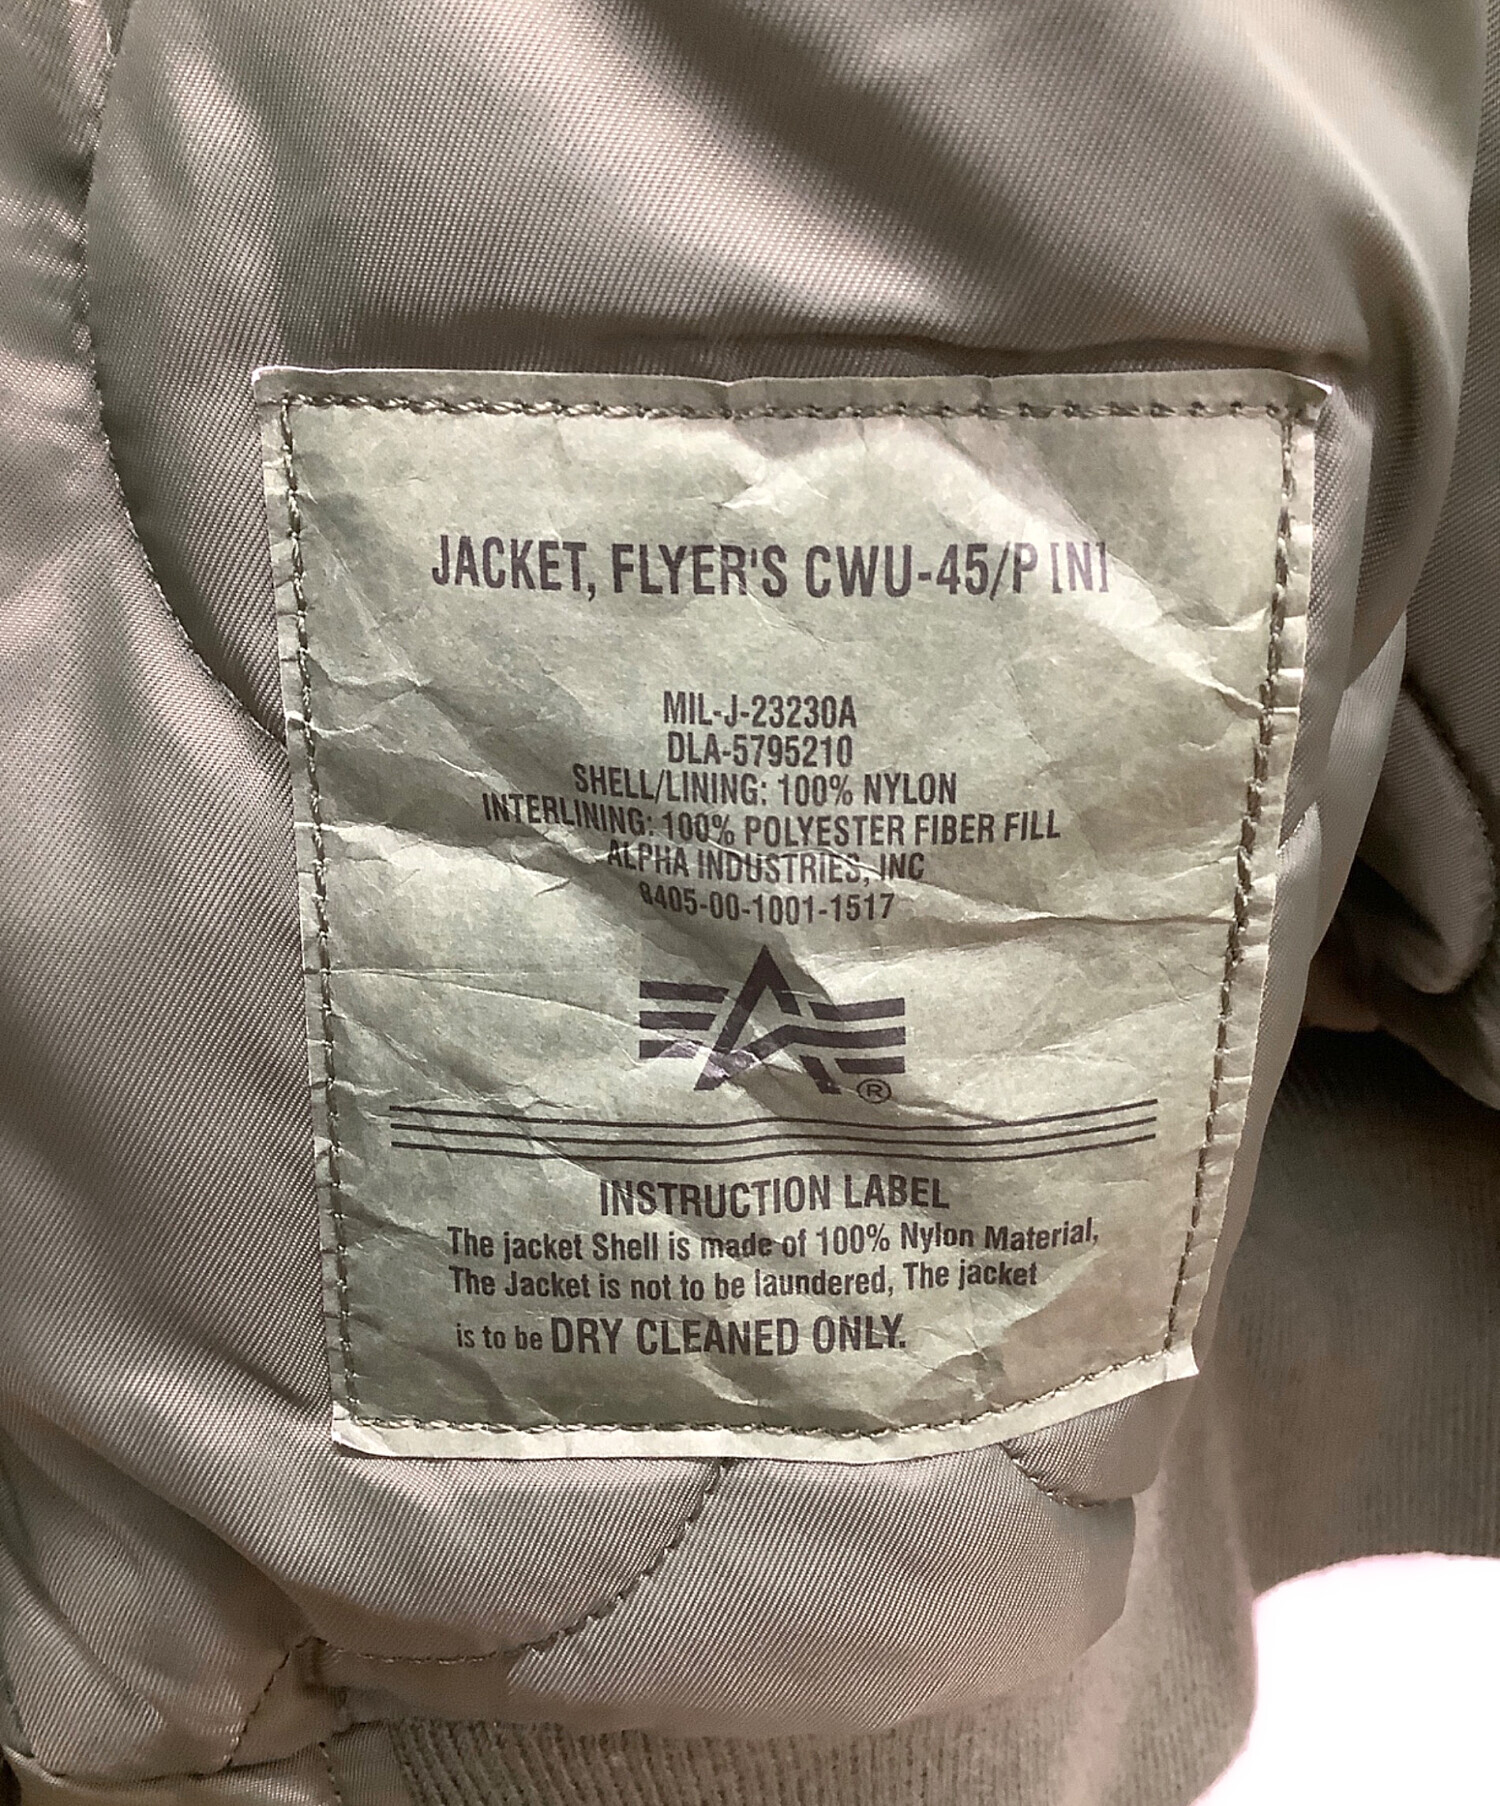 JACKET, FLYER'S CWU-45/P [N]
MIL-J-23230A
DLA-5795210
SHELL/LINING: 100% NYLON
INTERLINING: 100% POLYESTER FIBER FILL
ALPHA INDUSTRIES, INC
8405-00-1001-1517
®
INSTRUCTION LABEL
The jacket Shell is made of 100% Nylon Material,
The Jacket is not to be laundered, The jacket
is to be DRY CLEANED ONLY.